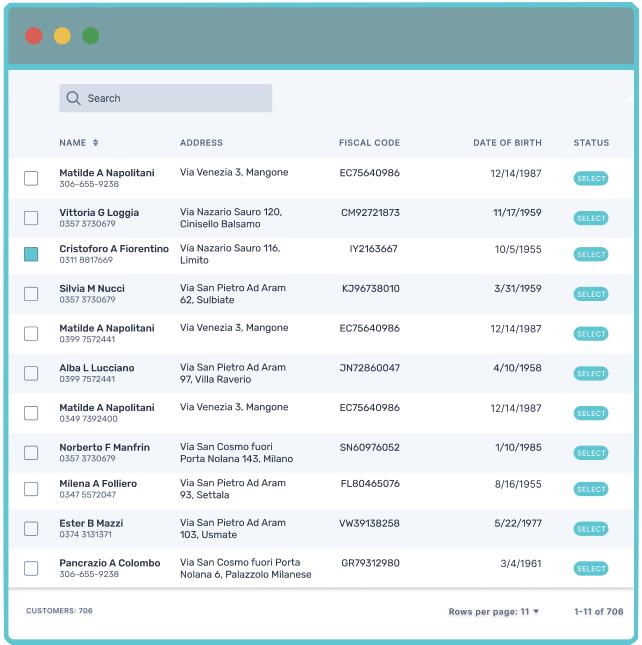 Search
NAME ADDRESS FISCAL CODE DATE OF BIRTH STATUS
Matilde A Napolitani Via Venezia 3, Mangone EC75640986 12/14/1987 SELECT
306-655-9238
Vittoria G Loggia Via Nazario Sauro 120, CM92721873 11/17/1959 SELECT
0357 3730679 Cinisello Balsamo
Cristoforo A Fiorentino Via Nazario Sauro 116, IY2163667 10/5/1955 SELECT
0311 8817669 Limito
Silvia M Nucci Via San Pietro Ad Aram KJ96738010 3/31/1959 SELECT
0357 3730679 62, Sulbiate
Matilde A Napolitani Via Venezia 3, Mangone EC75640986 12/14/1987 SELECT
0399 7572441
Alba L Lucciano Via San Pietro Ad Aram JN72860047 4/10/1958 SELECT
0399 7572441 97, Villa Raverio
Matilde A Napolitani Via Venezia 3, Mangone EC75640986 12/14/1987 SELECT
0349 7392400
Norberto F Manfrin Via San Cosmo fuori SN60976052 1/10/1985 SELECT
0357 3730679 Porta Nolana 143, Milano
Milena A Folliero Via San Pietro Ad Aram FL80465076 8/16/1955 SELECT
0347 5572047 93, Settala
Ester B Mazzi Via San Pietro Ad Aram VW39138258 5/22/1977 SELECT
0374 3131371 103, Usmate
Pancrazio A Colombo Via San Cosmo fuori Porta GR79312980 3/4/1961 SELECT
306-655-9238 Nolana 6, Palazzolo Milanese
CUSTOMERS: 706 Rows per page: 11 1-11 of 706